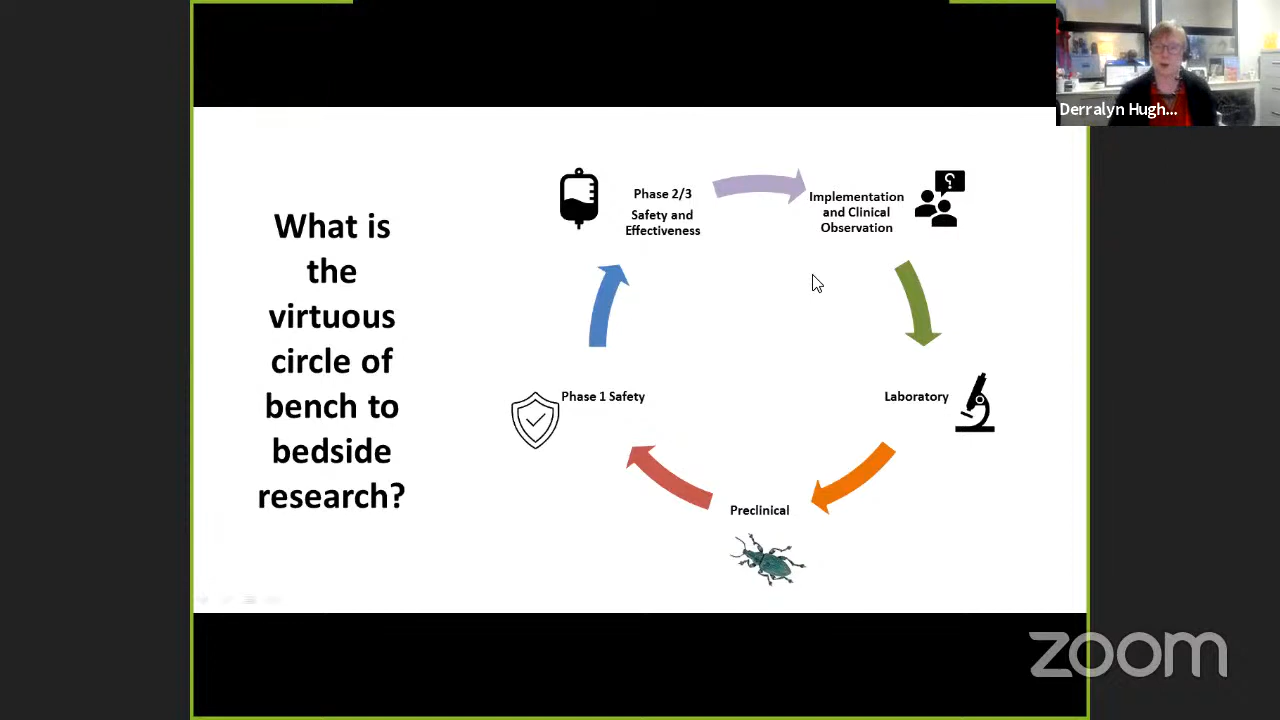 Derralyn Hugh...
What is
the
virtuous
circle of
bench to
bedside
research?
Phase 2/3
Safety and
Effectiveness
Implementation
and Clinical
Observation
?
Phase 1 Safety
Laboratory
Preclinical
zoom